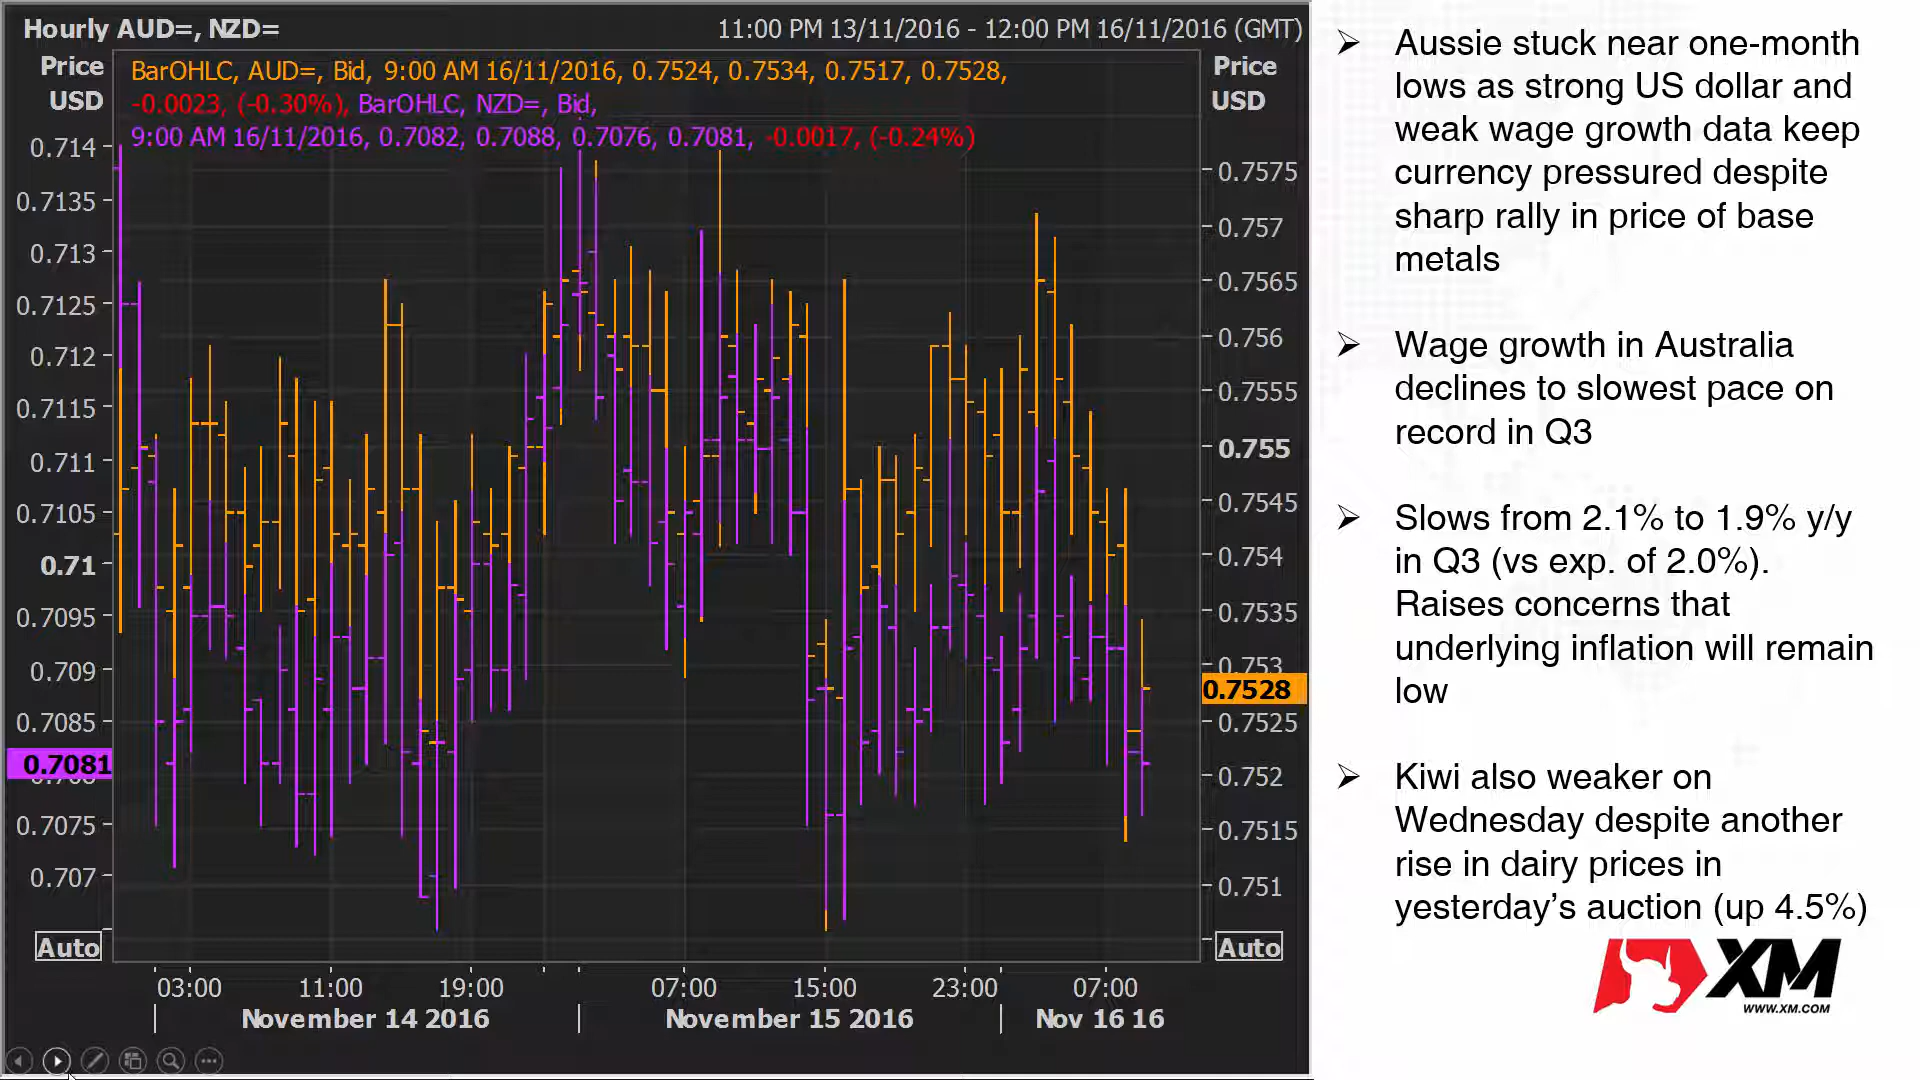 Hourly AUD=, NZD=
11:00 PM 13/11/2016 - 12:00 PM 16/11/2016 (GMT)
Price
USD
BarOHLC, AUD=, Bid, 9:00 AM 16/11/2016, 0.7524, 0.7534, 0.7517, 0.7528,
-0.0023, (-0.30%), BarOHLC, NZD=, Bid,
9:00 AM 16/11/2016, 0.7082, 0.7088, 0.7076, 0.7081, -0.0017, (-0.24%)
0.714
0.7135
0.713
0.7125
0.712
0.7115
0.711
0.7105
0.71
0.7095
0.709
0.7085
0.7081
0.7075
0.707
Auto
Price
USD
0.7575
0.757
0.7565
0.756
0.7555
0.755
0.7545
0.754
0.7535
0.753
0.7528
0.7525
0.752
0.7515
0.751
Auto
03:00 11:00 19:00 07:00 15:00 23:00 07:00
November 14 2016 November 15 2016 Nov 16 16
Aussie stuck near one-month
lows as strong US dollar and
weak wage growth data keep
currency pressured despite
sharp rally in price of base
metals
Wage growth in Australia
declines to slowest pace on
record in Q3
Slows from 2.1% to 1.9% y/y
in Q3 (vs exp. of 2.0%).
Raises concerns that
underlying inflation will remain
low
Kiwi also weaker on
Wednesday despite another
rise in dairy prices in
yesterday's auction (up 4.5%)
XM
WWW.XM.COM